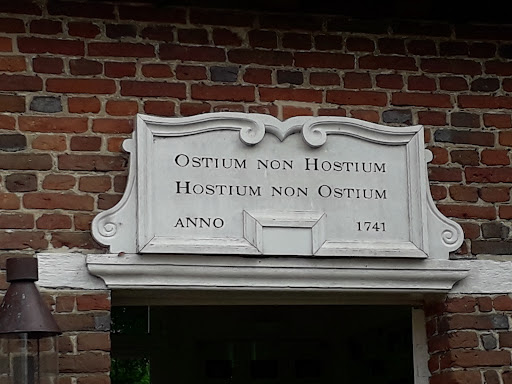 Ostium non Hostium
Hostium non Ostium
ANNO 1741